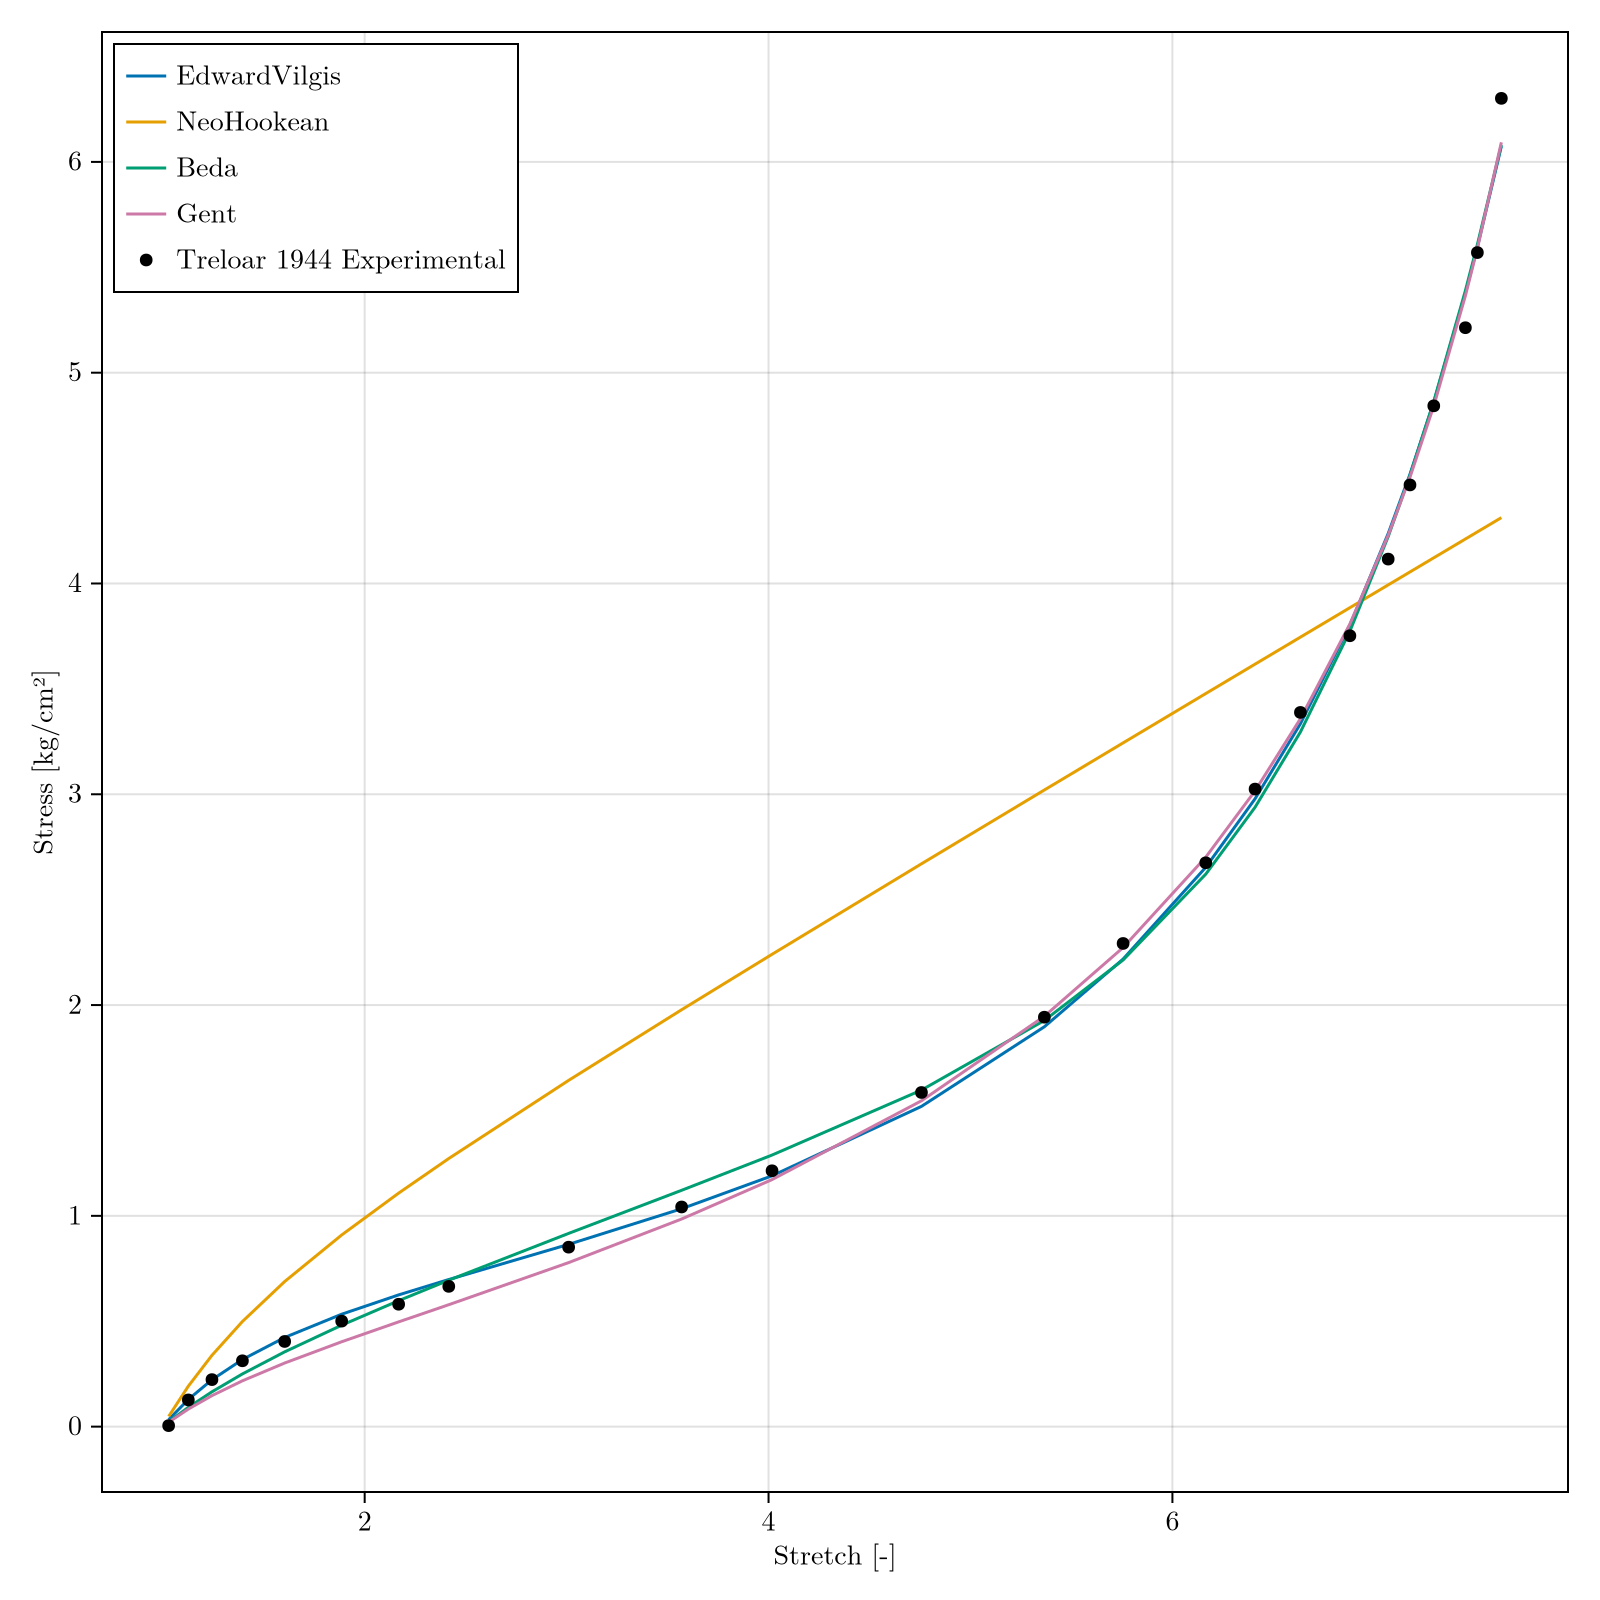 EdwardVilgis
NeoHookean
Beda
Gent
Treloar 1944 Experimental
6
5
4
3
2
1
0
Stress [kg/cm²]
2
4
6
Stretch [-]